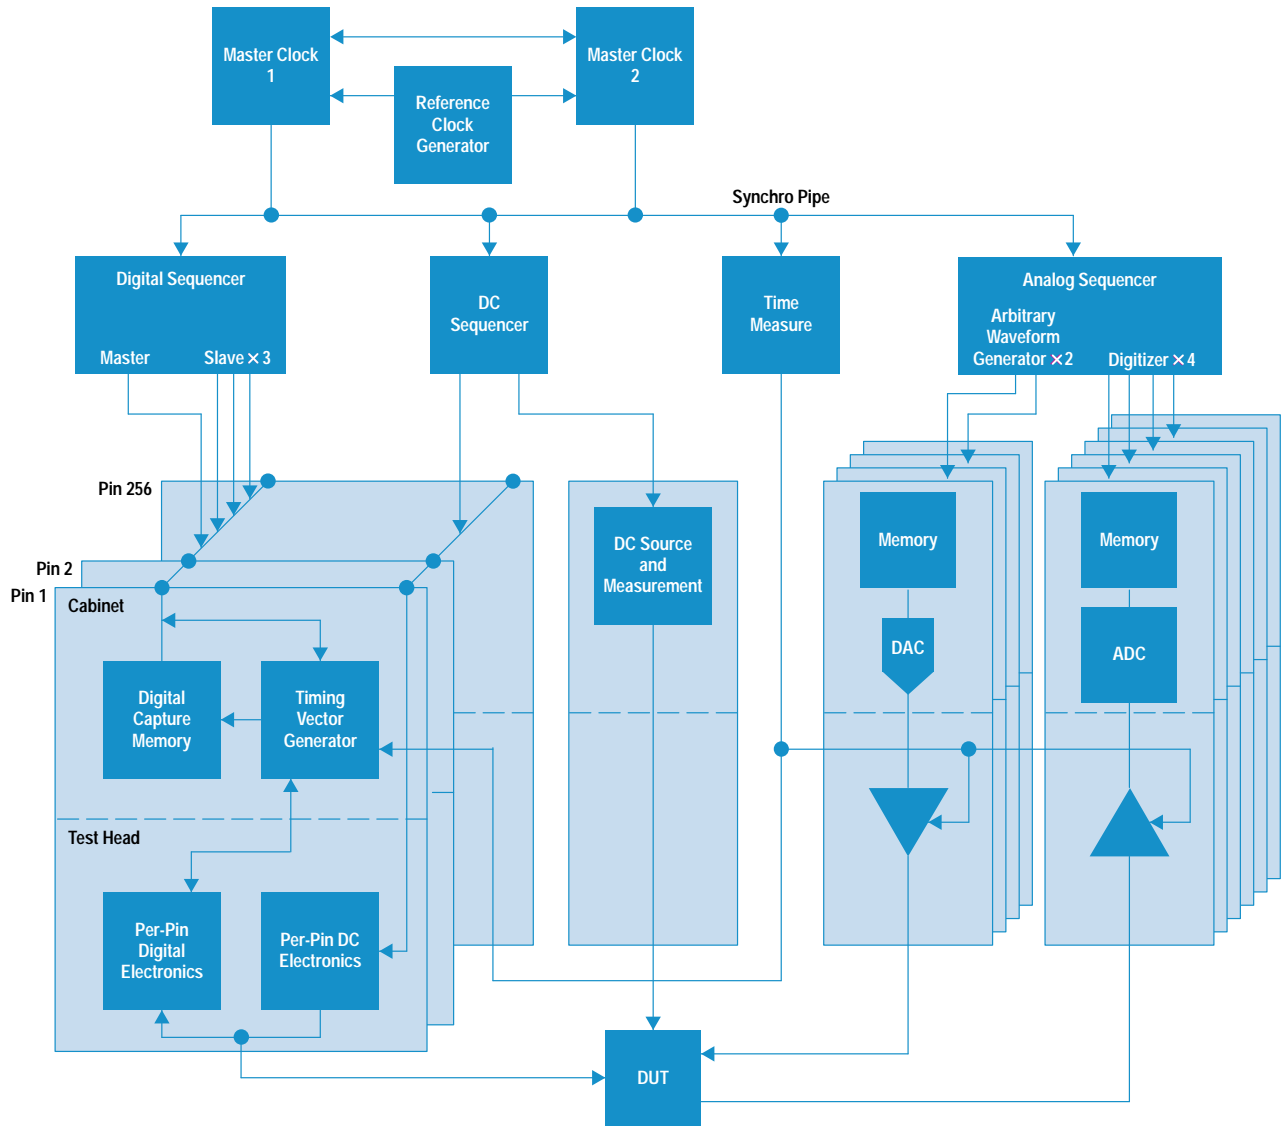 Master Clock
1
Master Clock
2
Reference
Clock
Generator
Synchro Pipe
Digital Sequencer
Master
Slave × 3
DC
Sequencer
Time
Measure
Analog Sequencer
Arbitrary
Waveform
Generator ×2
Digitizer ×4
Pin 256
Pin 2
Pin 1
Cabinet
Digital
Capture
Memory
Timing
Vector
Generator
Test Head
Per-Pin
Digital
Electronics
Per-Pin DC
Electronics
DC Source
and
Measurement
Memory
DAC
Memory
ADC
DUT